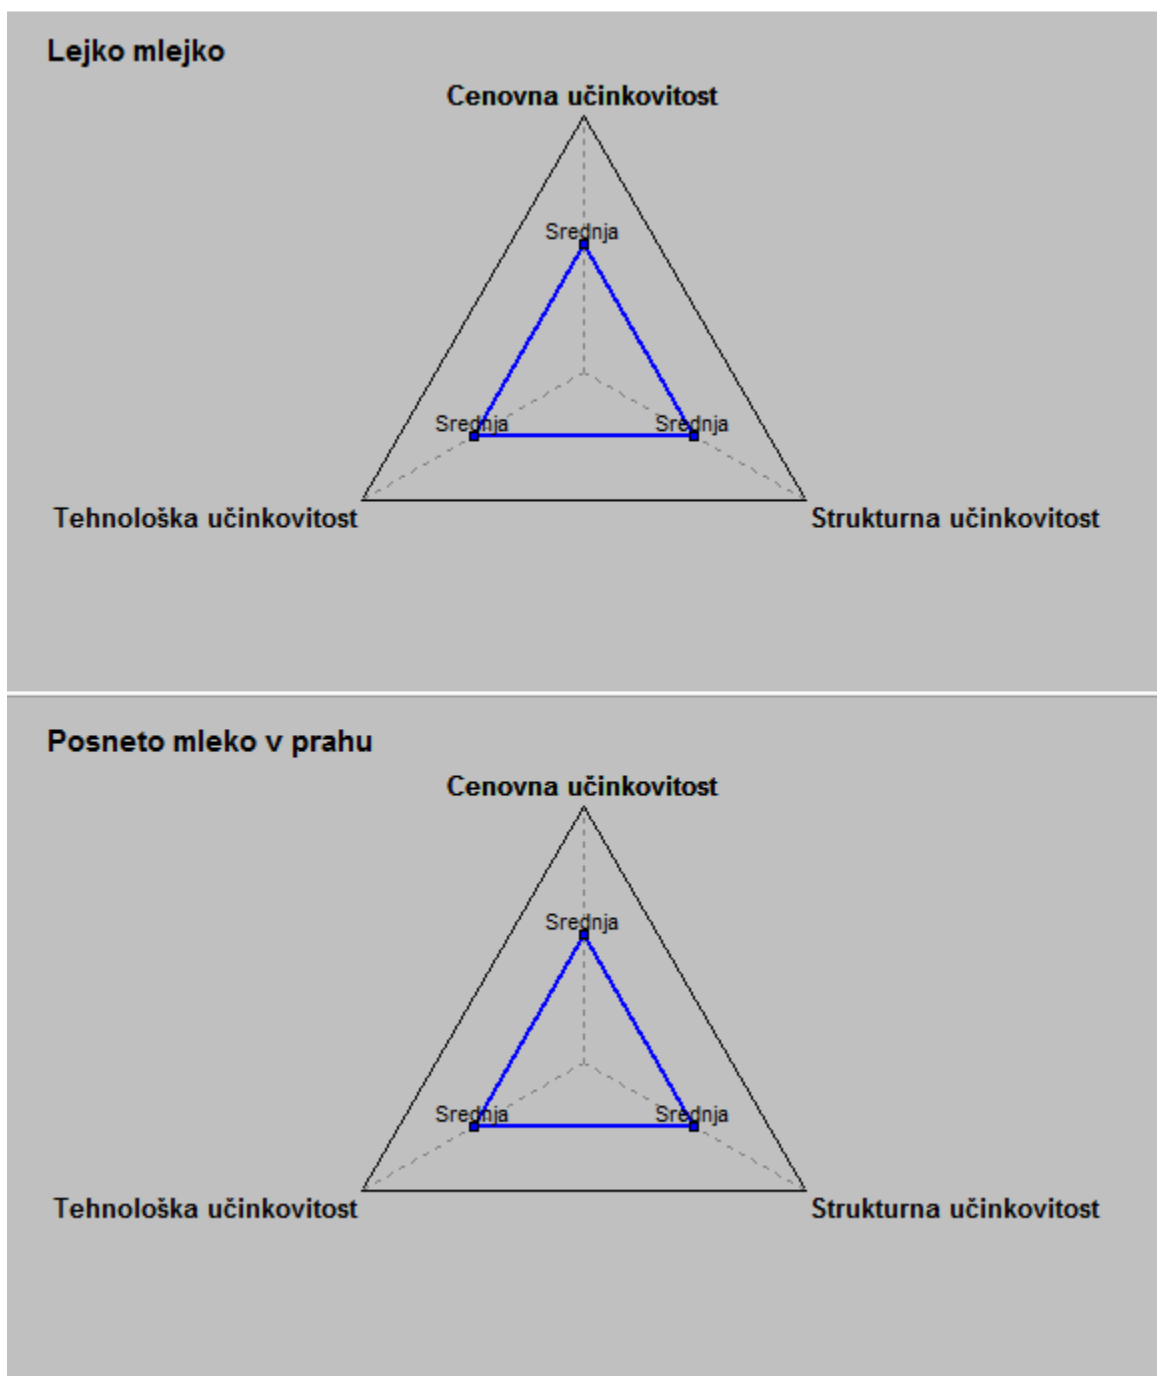 Lejko mlejko
Cenovna učinkovitost
Srednja
Srednja Srednja
Tehnološka učinkovitost Strukturna učinkovitost
Posneto mleko v prahu
Cenovna učinkovitost
Srednja
Srednja Srednja
Tehnološka učinkovitost Strukturna učinkovitost